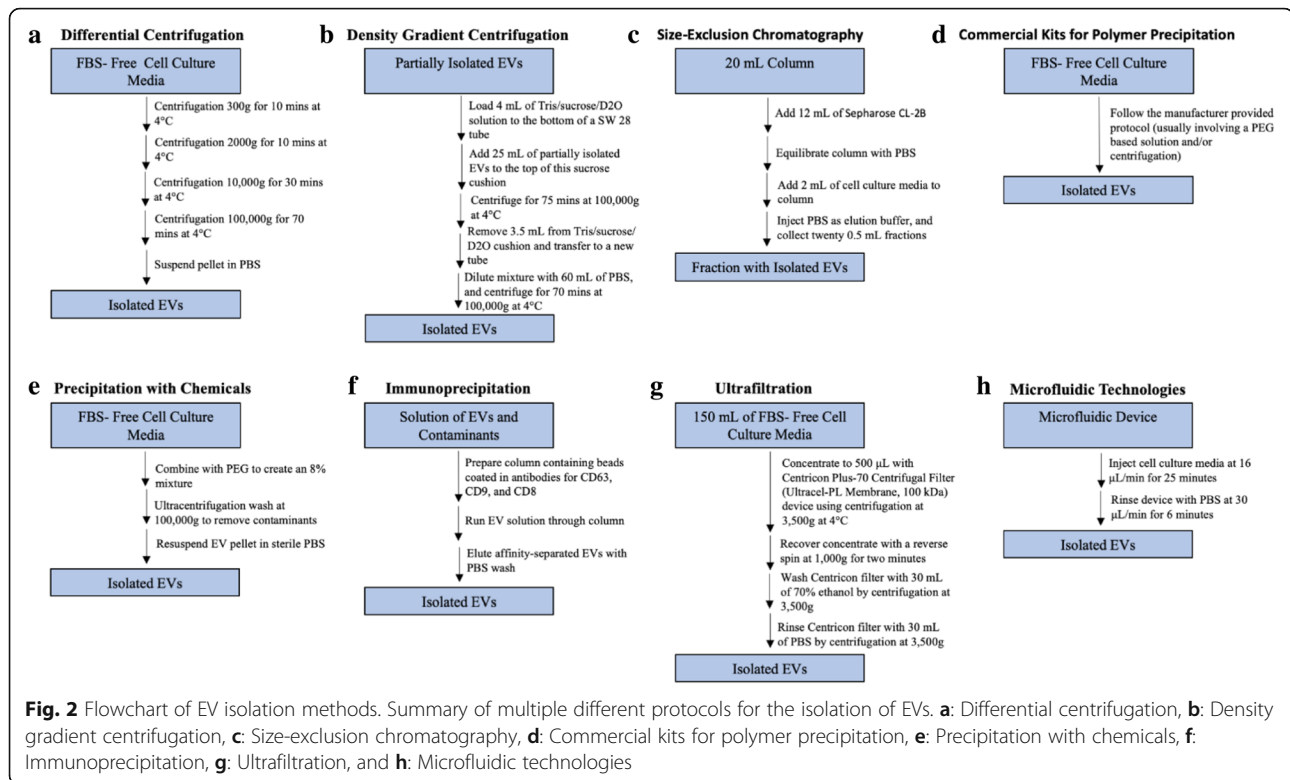 a Differential Centrifugation
FBS- Free Cell Culture
Media
Centrifugation 300g for 10 mins at
4°C
Centrifugation 2000g for 10 mins at
4°C
Centrifugation 10,000g for 30 mins
at 4°C
Centrifugation 100,000g for 70
mins at 4°C
Suspend pellet in PBS
Isolated EVs
b Density Gradient Centrifugation
Partially Isolated EVs
Load 4 mL of Tris/sucrose/D2O
solution to the bottom of a SW 28
tube
Add 25 mL of partially isolated
EVs to the top of this sucrose
cushion
Centrifuge for 75 mins at 100,000g
at 4°C
Remove 3.5 mL from Tris/sucrose/
D2O cushion and transfer to a new
tube
Dilute mixture with 60 mL of PBS,
and centrifuge for 70 mins at
100,000g at 4°C
Isolated EVs
c Size-Exclusion Chromatography
20 mL Column
Add 12 mL of Sepharose CL-2B
Equilibrate column with PBS
Add 2 mL of cell culture media to
column
Inject PBS as elution buffer, and
collect twenty 0.5 mL fractions
Fraction with Isolated EVs
d Commercial Kits for Polymer Precipitation
FBS- Free Cell Culture
Media
Follow the manufacturer provided
protocol (usually involving a PEG
based solution and/or
centrifugation)
Isolated EVs
e Precipitation with Chemicals
FBS- Free Cell Culture
Media
Combine with PEG to create an 8%
mixture
Ultracentrifugation wash at
100,000g to remove contaminants
Resuspend EV pellet in sterile PBS
Isolated EVs
f Immunoprecipitation
Solution of EVs and
Contaminants
Prepare column containing beads
coated in antibodies for CD63,
CD9, and CD8
Run EV solution through column
Elute affinity-separated EVs with
PBS wash
Isolated EVs
g Ultrafiltration
150 mL of FBS- Free Cell
Culture Media
Concentrate to 500 µL with
Centricon Plus-70 Centrifugal Filter
(Ultracel-PL Membrane, 100 kDa)
device using centrifugation at
3,500g at 4°C
Recover concentrate with a reverse
spin at 1,000g for two minutes
Wash Centricon filter with 30 mL
of 70% ethanol by centrifugation at
3,500g
Rinse Centricon filter with 30 mL
of PBS by centrifugation at 3,500g
Isolated EVs
h Microfluidic Technologies
Microfluidic Device
Inject cell culture media at 16
µL/min for 25 minutes
Rinse device with PBS at 30
µL/min for 6 minutes
Isolated EVs
Fig. 2 Flowchart of EV isolation methods. Summary of multiple different protocols for the isolation of EVs. a: Differential centrifugation, b: Density
gradient centrifugation, c: Size-exclusion chromatography, d: Commercial kits for polymer precipitation, e: Precipitation with chemicals, f:
Immunoprecipitation, g: Ultrafiltration, and h: Microfluidic technologies